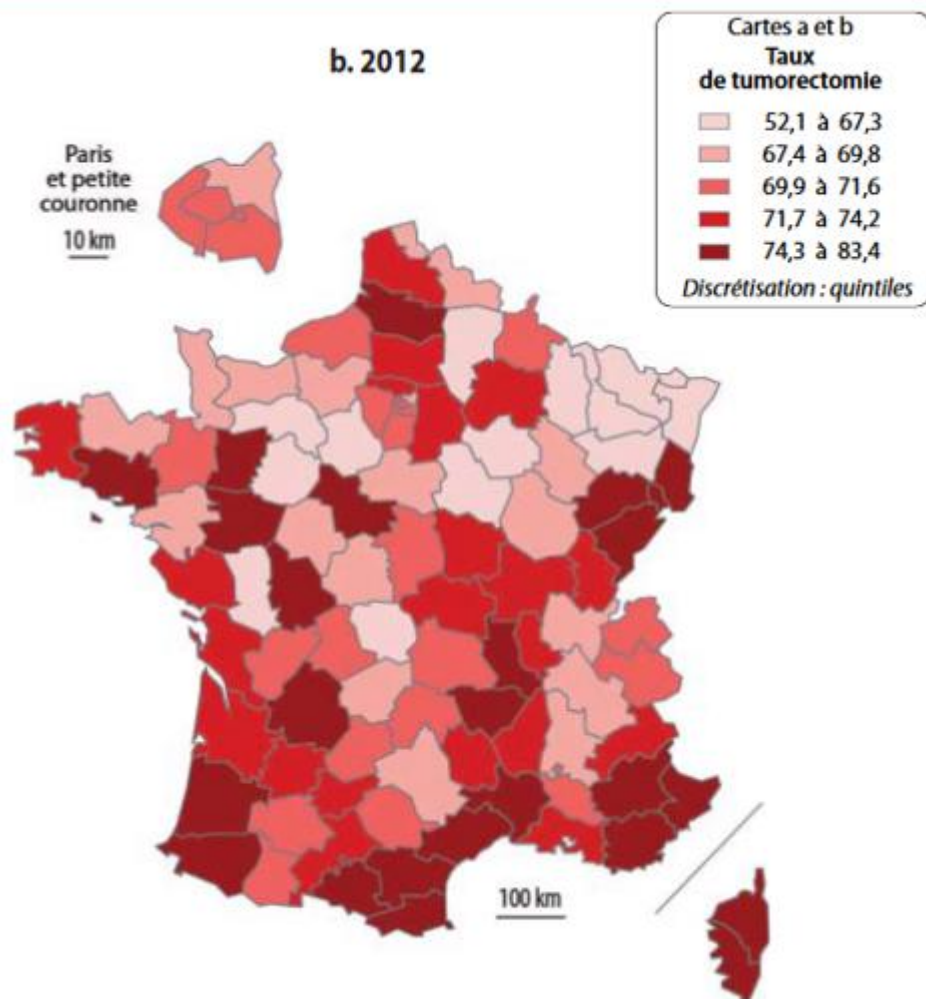 b. 2012
Cartes a et b
Taux
de tumorectomie
52,1 à 67,3
67,4 à 69,8
69,9 à 71,6
71,7 à 74,2
74,3 à 83,4
Discrétisation : quintiles
Paris
et petite
couronne
10 km
100 km